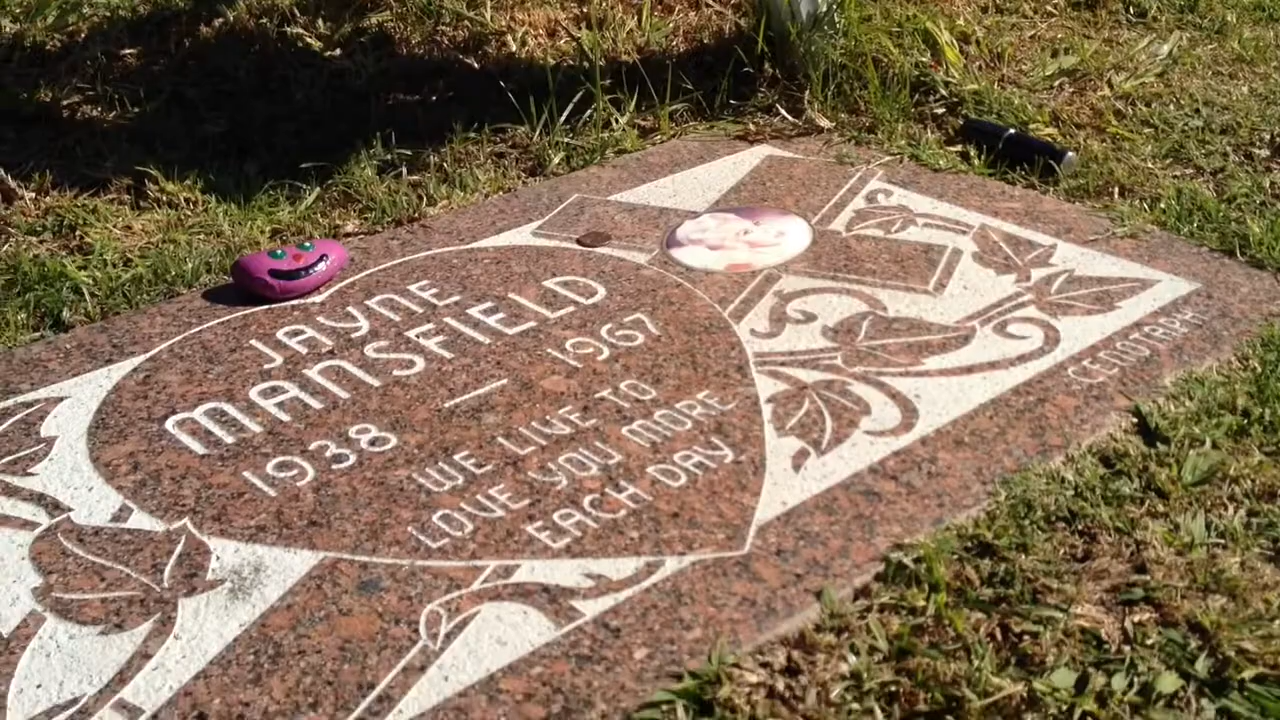 JAYNE
MANSFIELD
1938 — 1967
WE LIVE TO
LOVE YOU MORE
EACH DAY
CENOTAPH